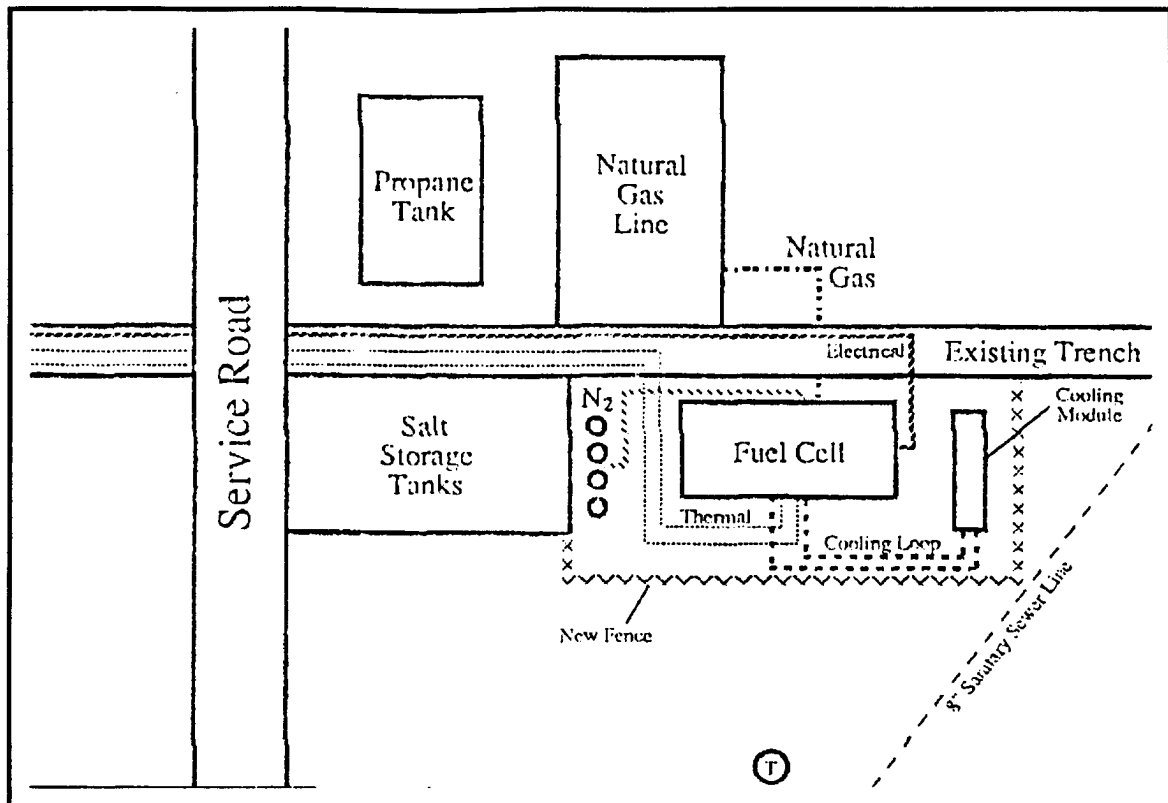 Propane
Tank
Natural
Gas
Line
Natural
Gas
Service Road
Electrical
Existing Trench
N₂
Cooling
Module
Salt
Storage
Tanks
Fuel Cell
Thermal
Cooling Loop
New Fence
8" Sanitary Sewer Line
T